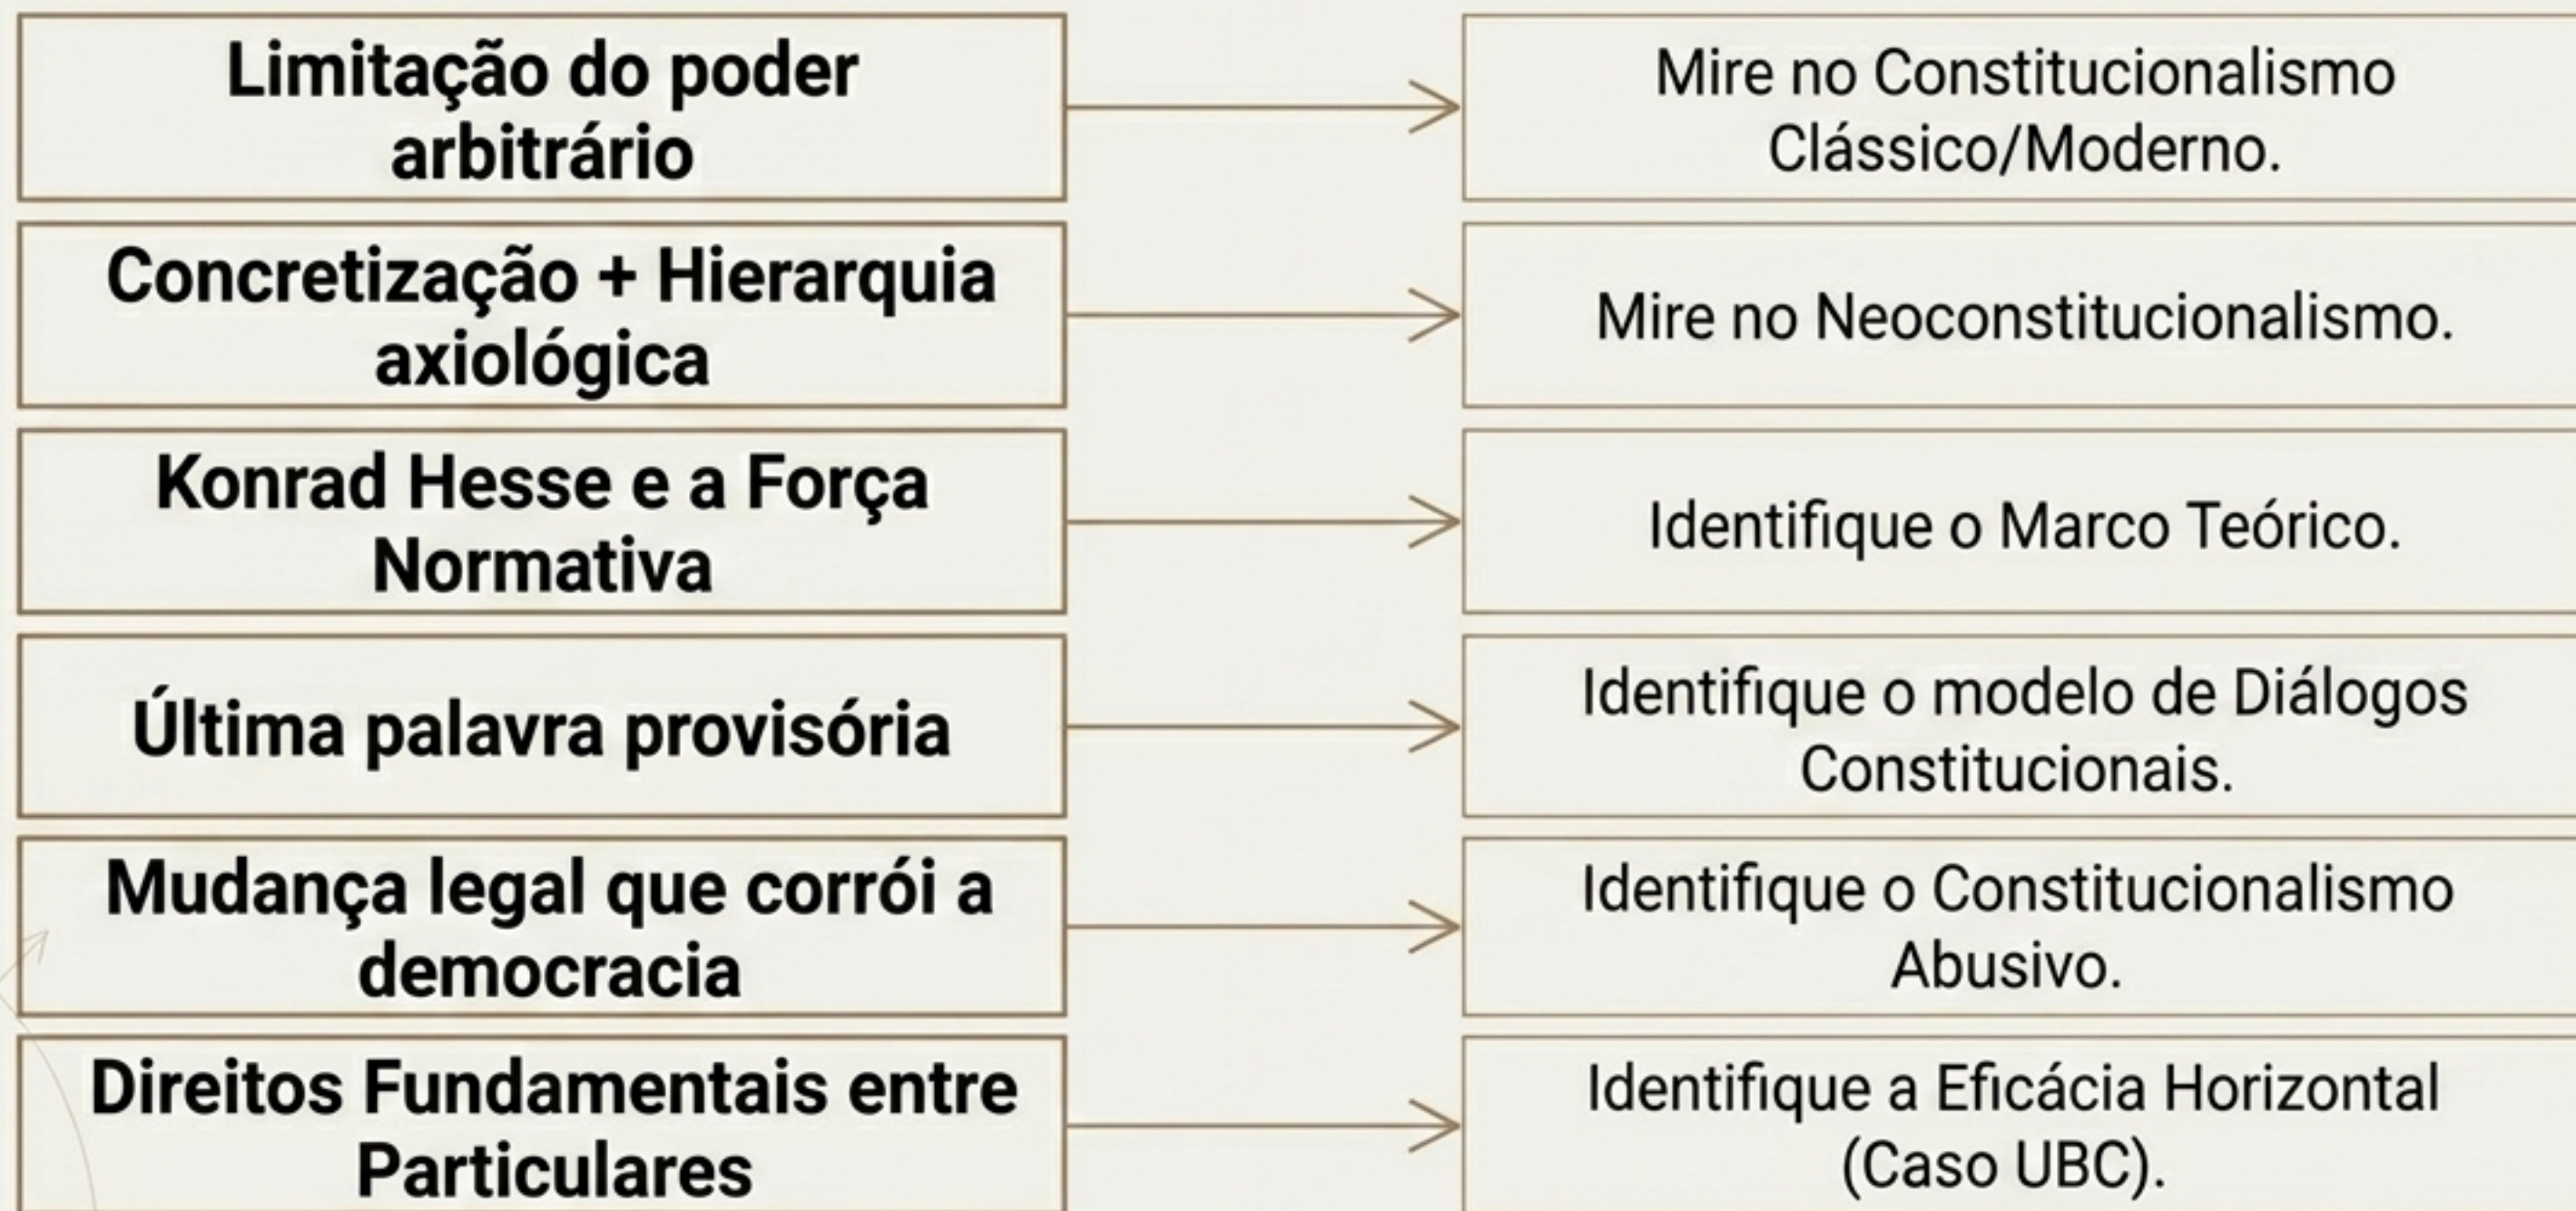 Limitação do poder
arbitrário
Mire no Constitucionalismo
Clássico/Moderno.
Concretização + Hierarquia
axiológica
Mire no Neoconstitucionalismo.
Konrad Hesse e a Força
Normativa
Identifique o Marco Teórico.
Última palavra provisória
Identifique o modelo de Diálogos
Constitucionais.
Mudança legal que corrói a
democracia
Identifique o Constitucionalismo
Abusivo.
Direitos Fundamentais entre
Particulares
Identifique a Eficácia Horizontal
(Caso UBC).